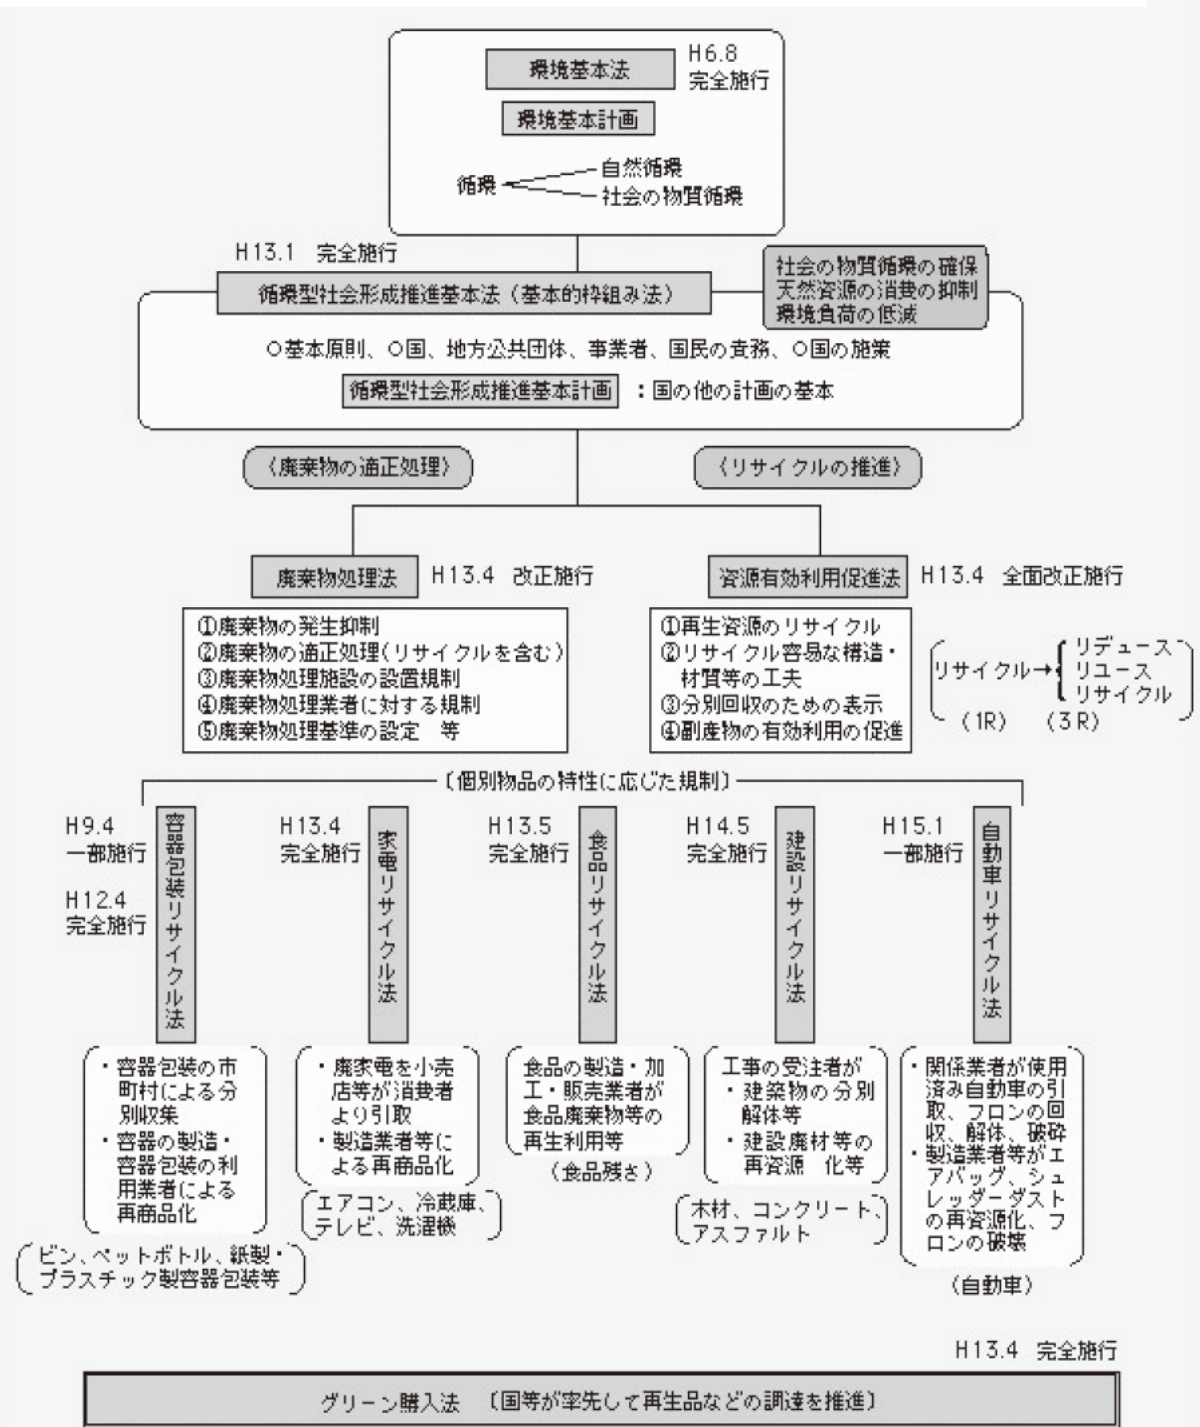 環境基本法
H6.8
完全施行
環境基本計画
循環
自然循環
社会の物質循環
H13.1 完全施行
循環型社会形成推進基本法（基本的枠組み法）
社会の物質循環の確保
天然資源の消費の抑制
環境負荷の低減
○基本原則、○国、地方公共団体、事業者、国民の責務、○国の施策
循環型社会形成推進基本計画 ：国の他の計画の基本
〈廃棄物の適正処理〉
〈リサイクルの推進〉
廃棄物処理法 H13.4 改正施行
①廃棄物の発生抑制
②廃棄物の適正処理(リサイクルを含む)
③廃棄物処理施設の設置規制
④廃棄物処理業者に対する規制
⑤廃棄物処理基準の設定 等
資源有効利用促進法 H13.4 全面改正施行
①再生資源のリサイクル
②リサイクル容易な構造・
材質等の工夫
③分別回収のための表示
④副産物の有効利用の促進
リサイクル→
リデュース
リユース
リサイクル
(1R) (3R)
〔個別物品の特性に応じた規制〕
H9.4
一部施行
H12.4
完全施行
容器包装リサイクル法
・容器包装の市
町村による分
別収集
・容器の製造・
容器包装の利
用業者による
再商品化
ビン、ペットボトル、紙製・
プラスチック製容器包装等
H13.4
完全施行
家電リサイクル法
・廃家電を小売
店等が消費者
より引取
・製造業者等に
よる再商品化
エアコン、冷蔵庫、
テレビ、洗濯機
H13.5
完全施行
食品リサイクル法
食品の製造・加
工・販売業者が
食品廃棄物等の
再生利用等
(食品残さ)
H14.5
完全施行
建設リサイクル法
工事の受注者が
・建築物の分別
解体等
・建設廃材等の
再資源 化等
木材、コンクリート、
アスファルト
H15.1
一部施行
自動車リサイクル法
・関係業者が使用
済み自動車の引
取、フロンの回
収、解体、破砕
・製造業者等がエ
アバッグ、シュ
レッダーダスト
の再資源化、フ
ロンの破壊
(自動車)
H13.4 完全施行
グリーン購入法 〔国等が率先して再生品などの調達を推進〕